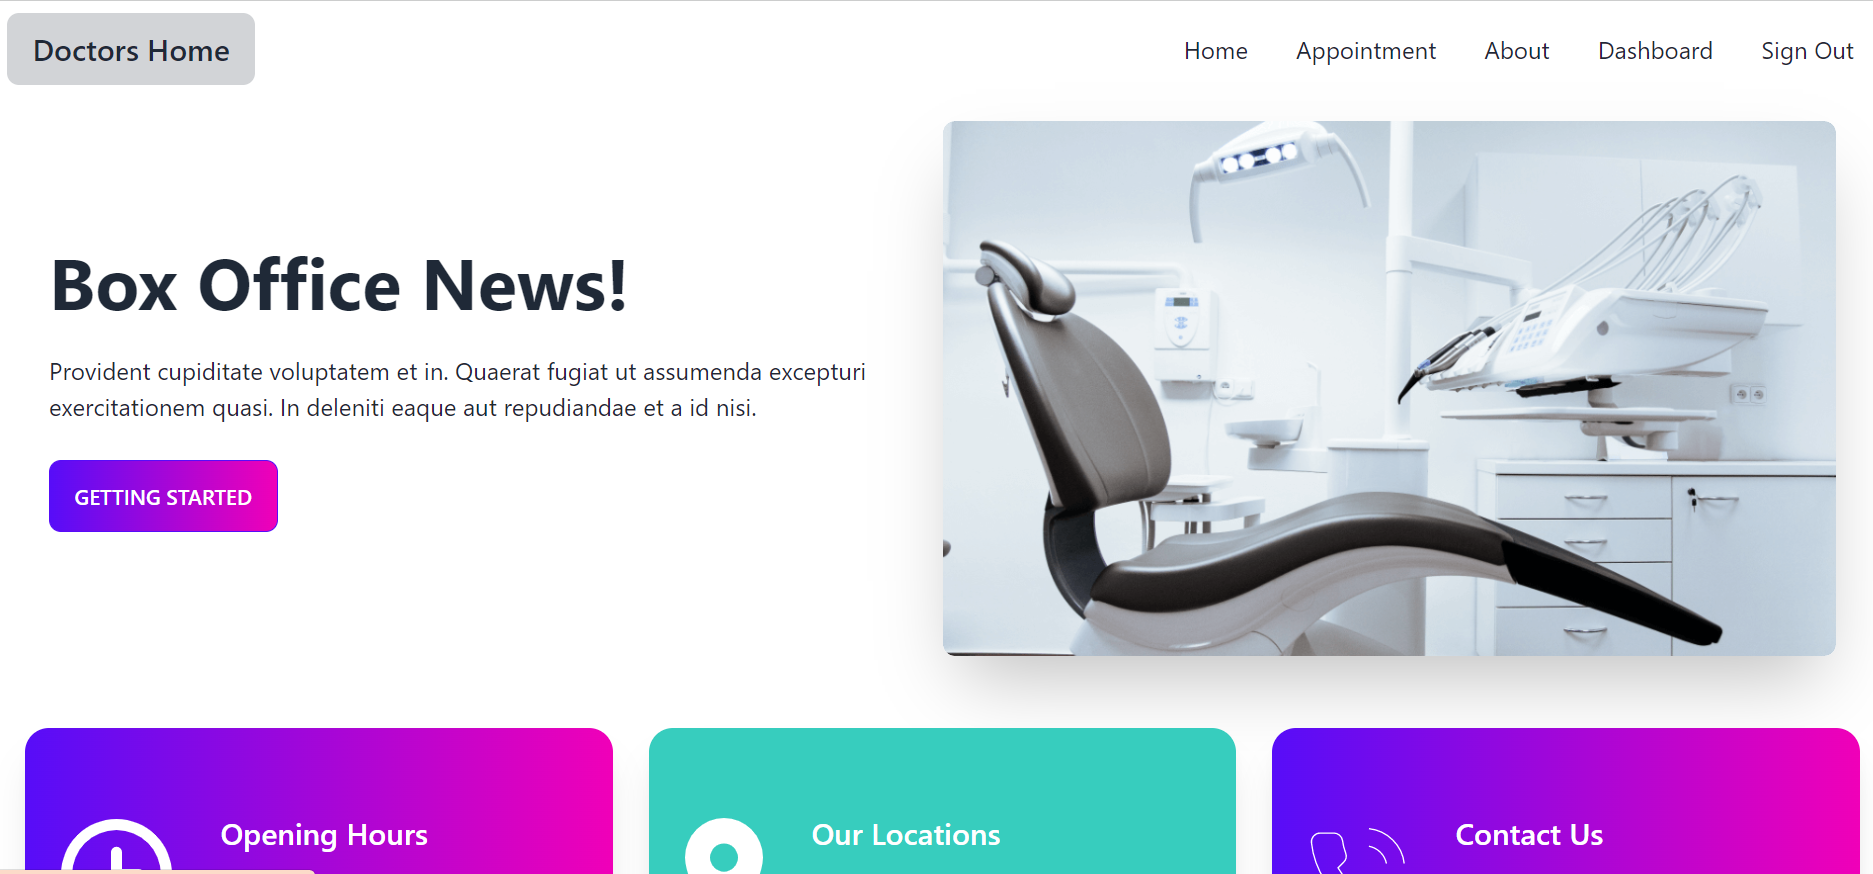 Doctors Home
Home
Appointment
About
Dashboard
Sign Out
Box Office News!
Provident cupiditate voluptatem et in. Quaerat fugiat ut assumenda excepturi
exercitationem quasi. In deleniti eaque aut repudiandae et a id nisi.
GETTING STARTED
Opening Hours
Our Locations
Contact Us